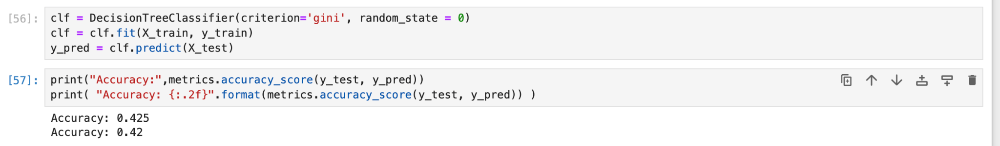 [56]: clf = DecisionTreeClassifier(criterion='gini', random_state = 0)
clf = clf.fit(X_train, y_train)
y_pred = clf.predict(X_test)
[57]: print("Accuracy:",metrics.accuracy_score(y_test, y_pred))
print( "Accuracy: {:.2f}".format(metrics.accuracy_score(y_test, y_pred)) )
Accuracy: 0.425
Accuracy: 0.42